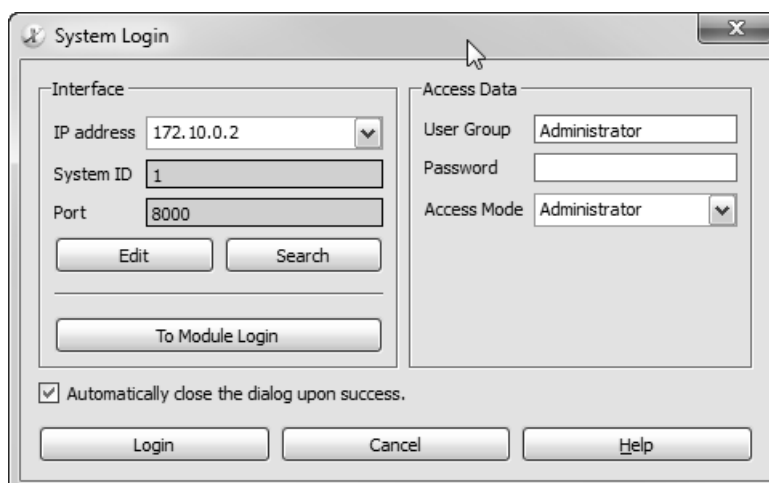 System Login
Interface
IP address 172.10.0.2
System ID 1
Port 8000
Edit Search
To Module Login
Access Data
User Group Administrator
Password
Access Mode Administrator
Automatically close the dialog upon success.
Login Cancel Help